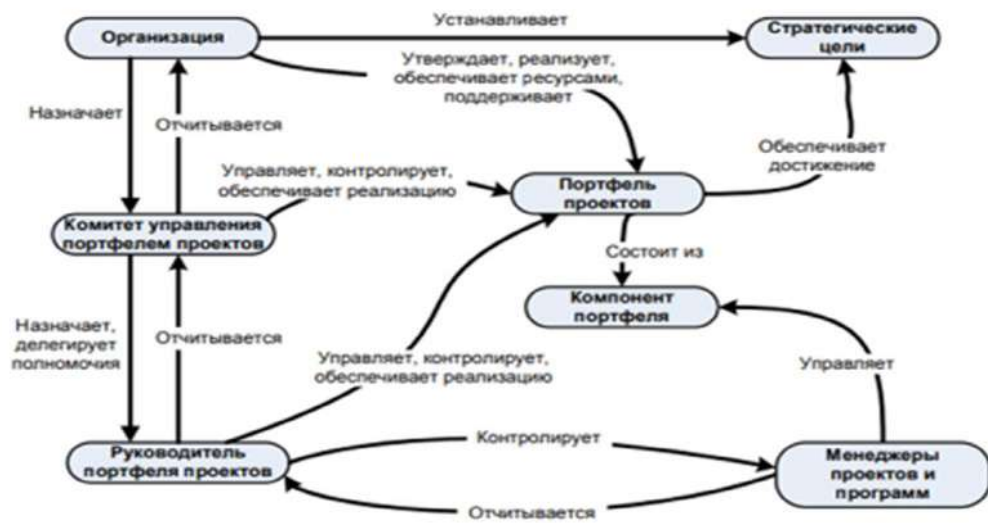 Устанавливает
Организация
Стратегические
цели
Утверждает, реализует,
обеспечивает ресурсами,
поддерживает
Назначает
Отчитывается
Обеспечивает
достижение
Управляет, контролирует,
обеспечивает реализацию
Портфель
проектов
Комитет управления
портфелем проектов
Состоит из
Компонент
портфеля
Назначает,
делегирует
полномочия
Отчитывается
Управляет, контролирует,
обеспечивает реализацию
Управляет
Контролирует
Руководитель
портфеля проектов
Менеджеры
проектов и
программ
Отчитывается